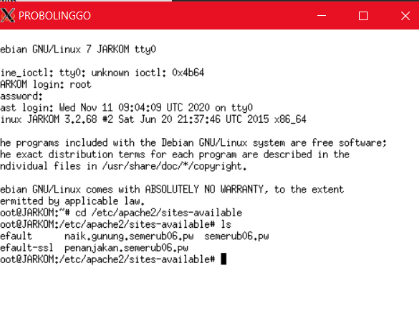 PROBOLINGGO
ebian GNU/Linux 7 JARKOM tty0
ine_ioctl: tty0: unknown ioctl: 0x4b64
ARKOM login: root
assword:
ast login: Wed Nov 11 09:04:09 UTC 2020 on tty0
inux JARKOM 3.2.68 #2 Sat Jun 20 21:37:46 UTC 2015 x86_64
he programs included with the Debian GNU/Linux system are free software;
he exact distribution terms for each program are described in the
ndividual files in /usr/share/doc/*/copyright.
ebian GNU/Linux comes with ABSOLUTELY NO WARRANTY, to the extent
ermitted by applicable law.
oot@JARKOM:~# cd /etc/apache2/sites-available
oot@JARKOM:/etc/apache2/sites-available# ls
efault naik.gunung.semerub06.pw semerub06.pw
efault-ssl penanjakan.semerub06.pw
oot@JARKOM:/etc/apache2/sites-available#